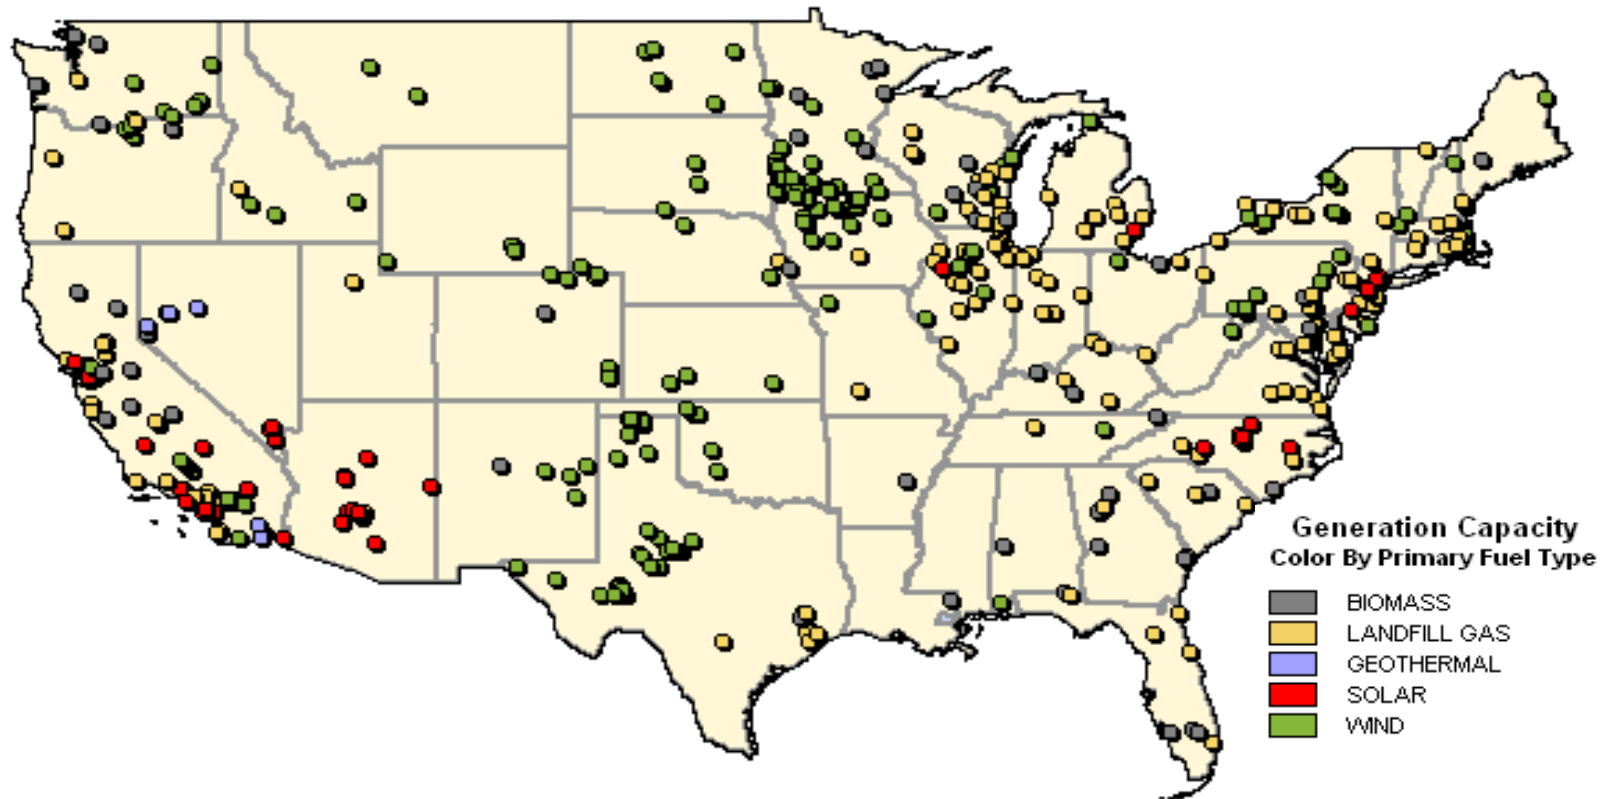 Generation Capacity
Color By Primary Fuel Type
BIOMASS
LANDFILL GAS
GEOTHERMAL
SOLAR
WIND